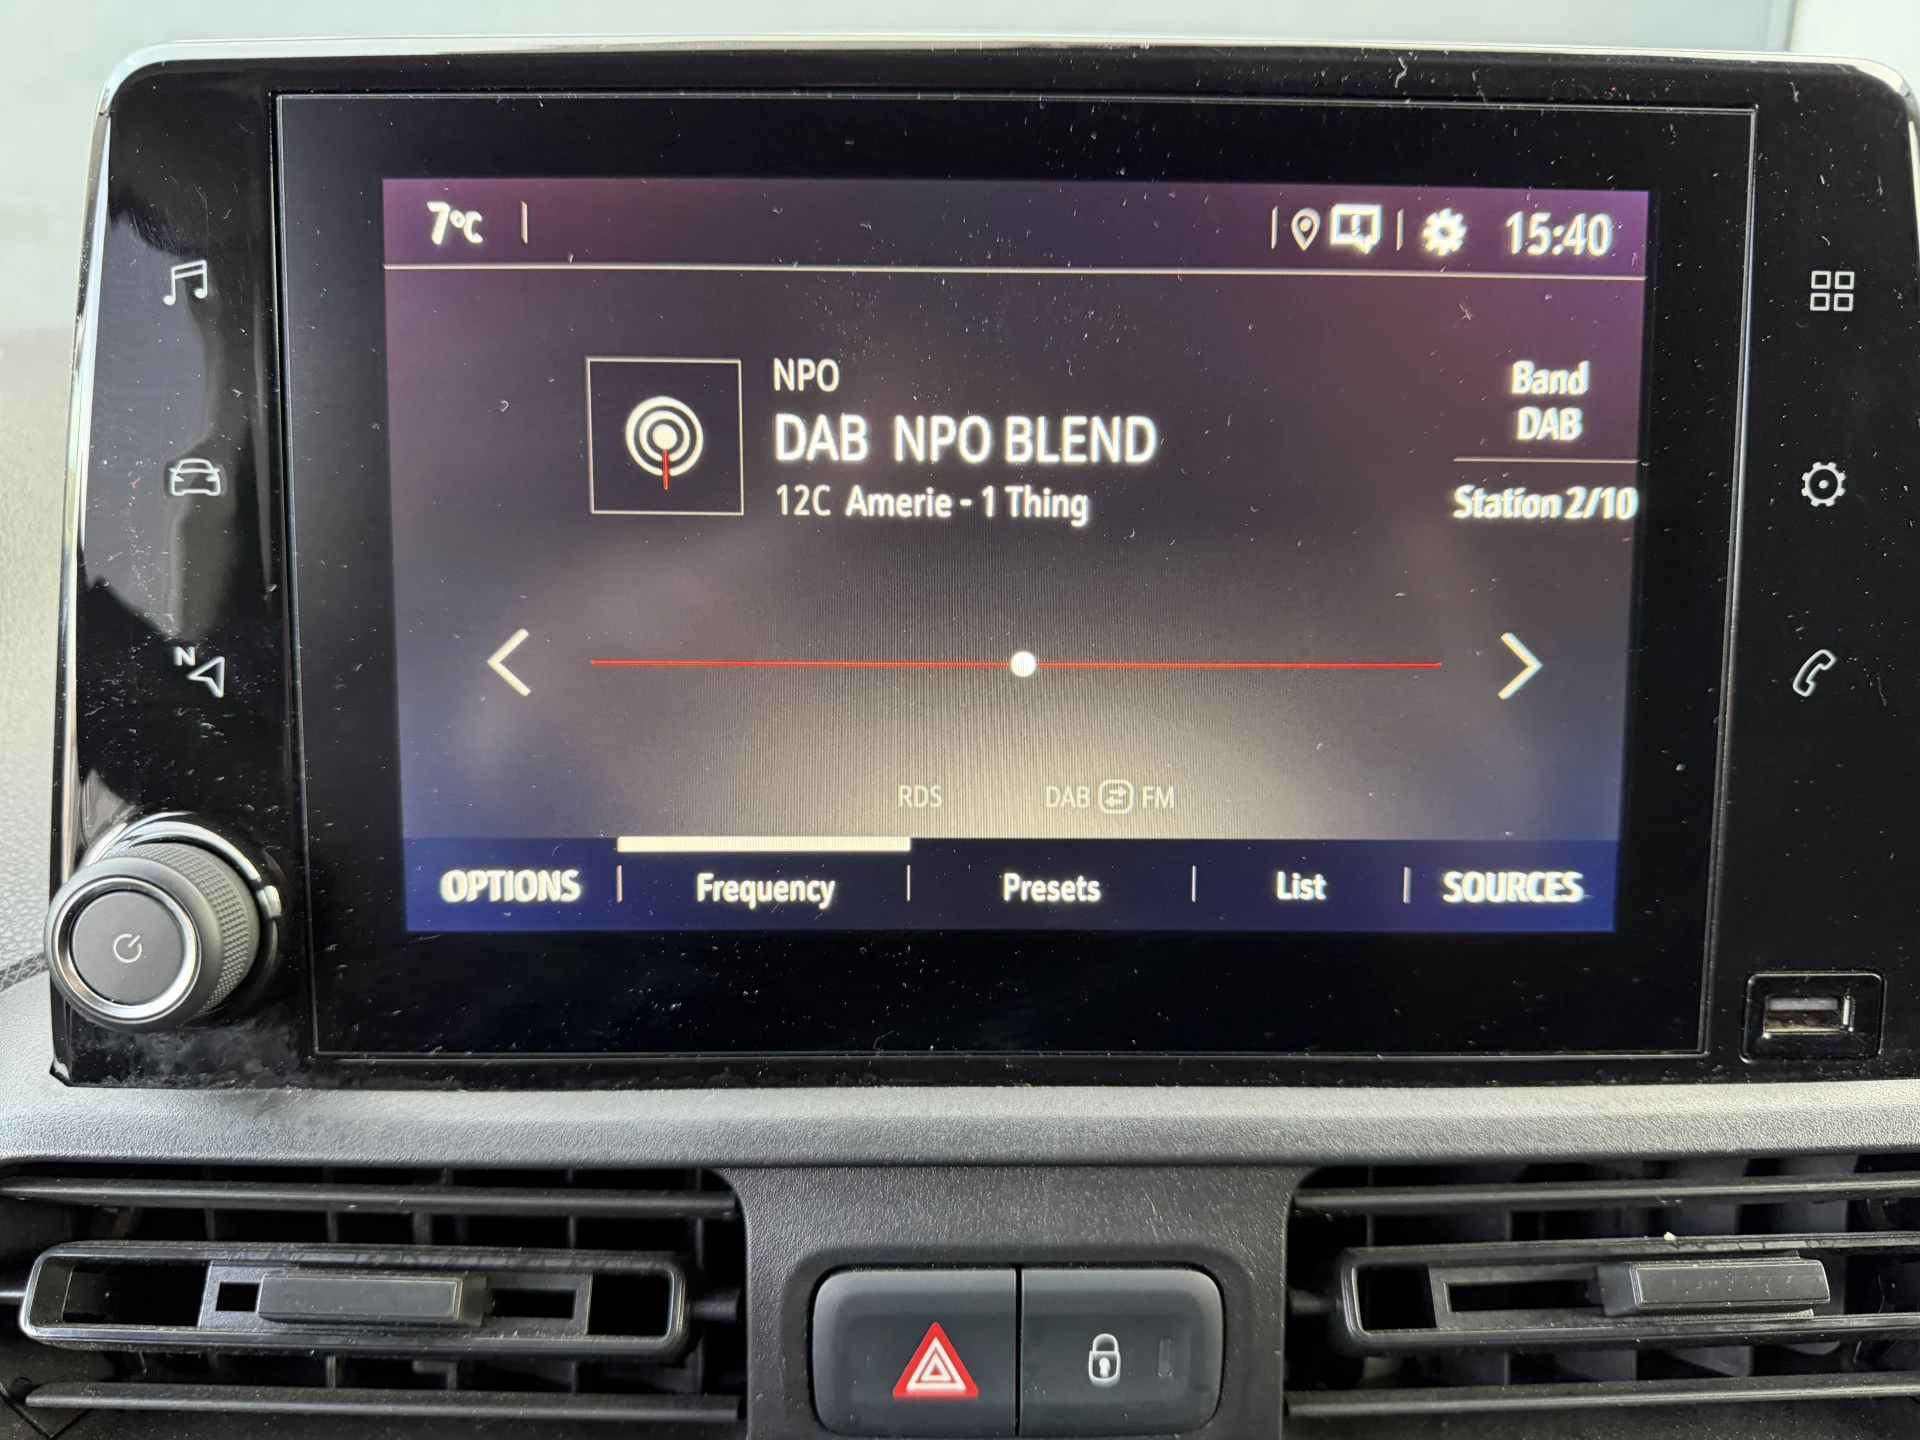 7°C
15:40
NPO
DAB NPO BLEND
12C Amerie - 1 Thing
Band
DAB
Station 2/10
N
RDS
DAB FM
OPTIONS
Frequency
Presets
List
SOURCES